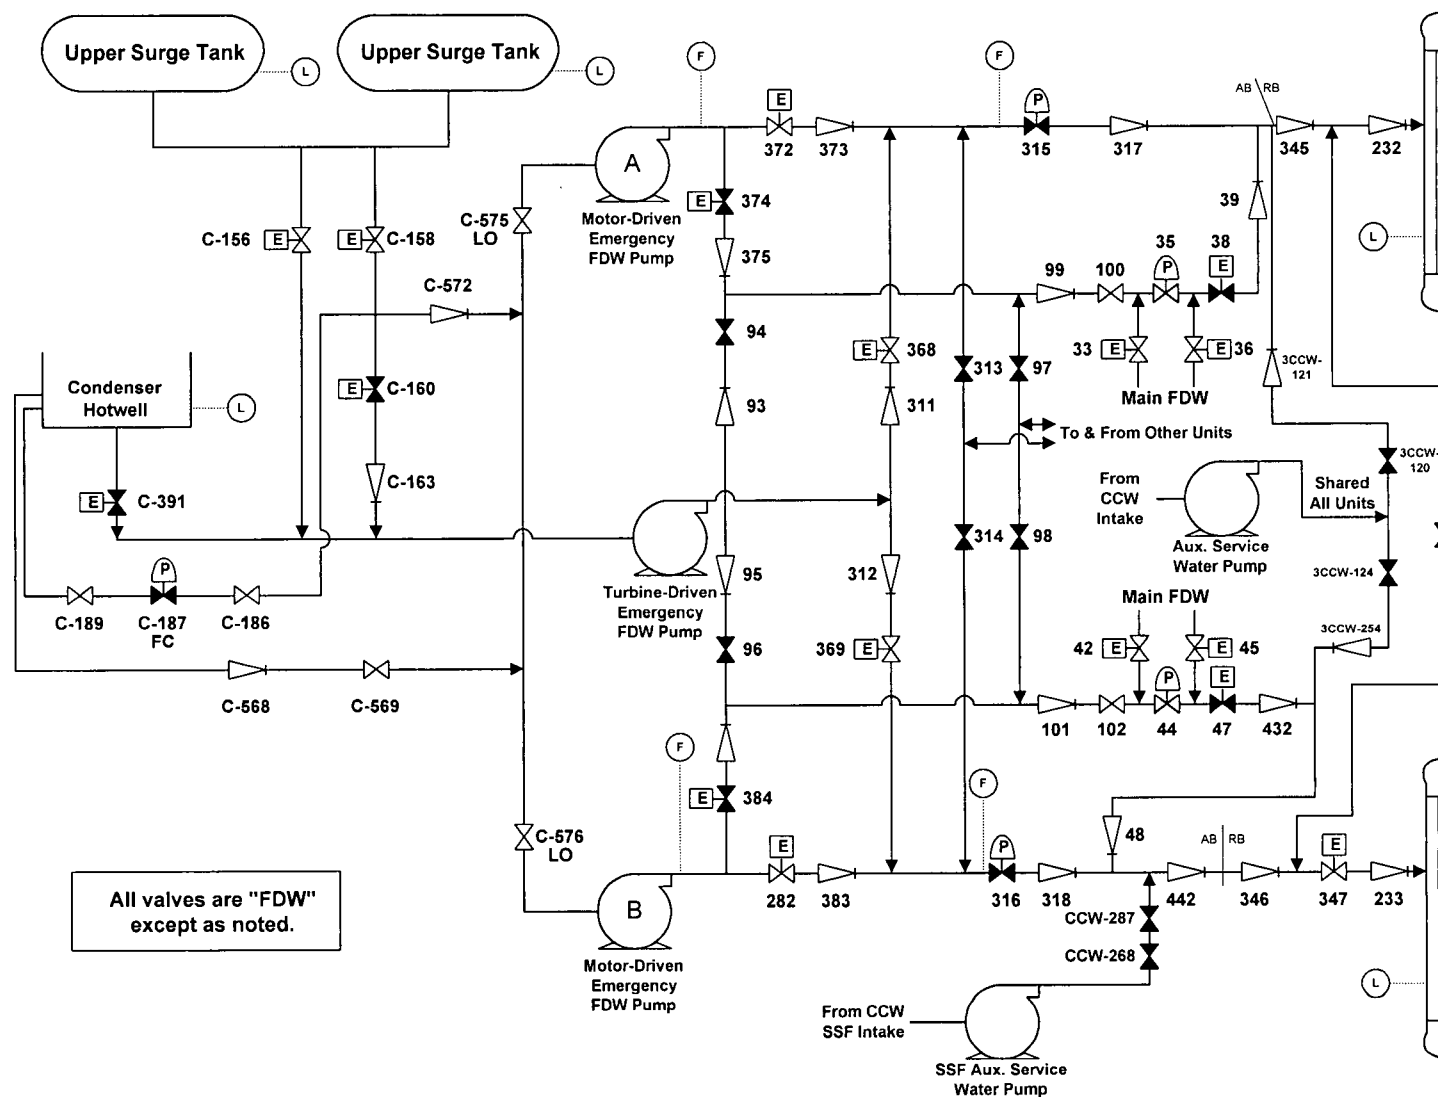 Upper Surge Tank
L
Upper Surge Tank
L
F
F
E
P
AB
RB
372
373
315
317
345
232
A
Motor-Driven
Emergency
FDW Pump
C-575
LO
E
374
375
39
L
C-156
E
E
C-158
C-572
35
38
P
E
99
100
94
E
368
313
97
33
E
E
36
3CCW-
121
Main FDW
Condenser
Hotwell
L
E
C-160
93
311
To & From Other Units
E
C-391
C-163
From
CCW
Intake
Shared
All Units
3CCW-
120
Aux. Service
Water Pump
314
98
P
C-189
C-187
FC
C-186
Turbine-Driven
Emergency
FDW Pump
95
312
3CCW-124
Main FDW
3CCW-254
96
369
E
42
E
E
45
P
E
C-568
C-569
101
102
44
47
432
F
F
E
384
C-576
LO
E
P
48
AB
RB
E
B
282
383
316
318
442
346
347
233
All valves are "FDW"
except as noted.
Motor-Driven
Emergency
FDW Pump
CCW-287
CCW-268
L
From CCW
SSF Intake
SSF Aux. Service
Water Pump